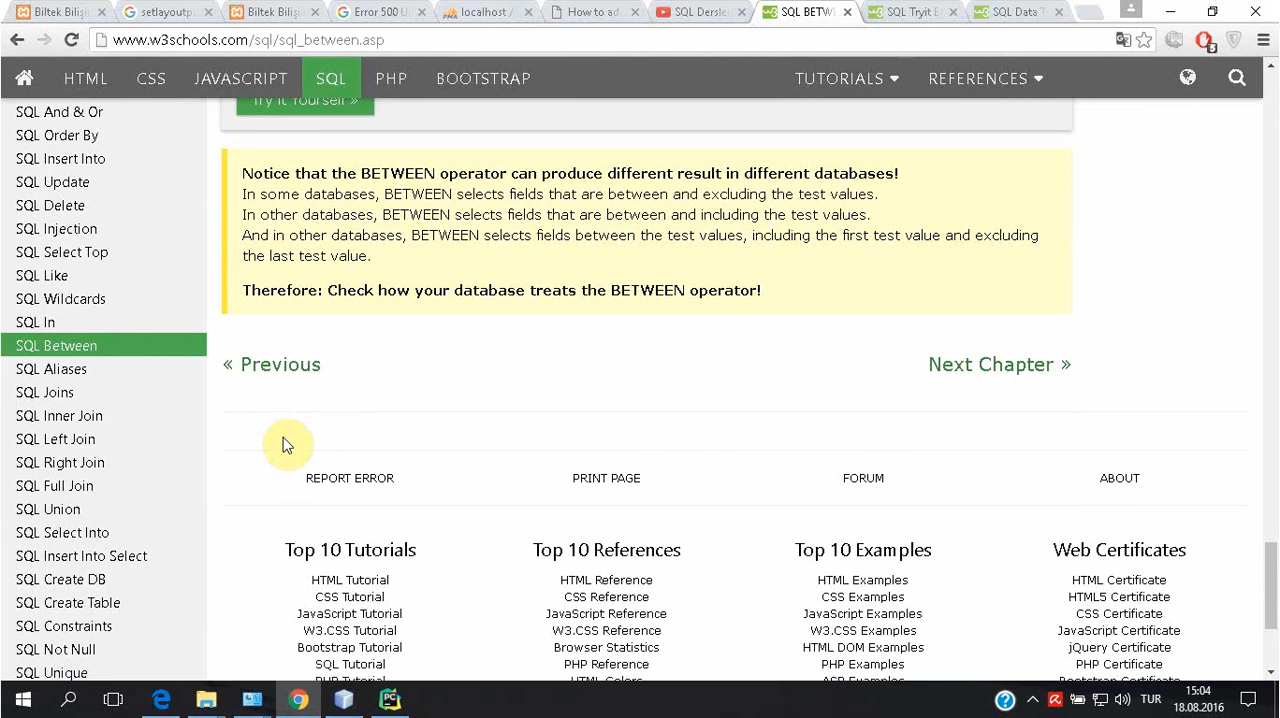 Biltek Bilişi
setlayoutp
Biltek Bilişi
Error 500 U
localhost /
How to ad
SQL Ders
SQL BETW
SQL Tryit E
SQL Data
www.w3schools.com/sql/sql_between.asp
HTML CSS JAVASCRIPT SQL PHP BOOTSTRAP TUTORIALS REFERENCES
SQL And & Or
SQL Order By
SQL Insert Into
SQL Update
SQL Delete
SQL Injection
SQL Select Top
SQL Like
SQL Wildcards
SQL In
SQL Between
SQL Aliases
SQL Joins
SQL Inner Join
SQL Left Join
SQL Right Join
SQL Full Join
SQL Union
SQL Select Into
SQL Insert Into Select
SQL Create DB
SQL Create Table
SQL Constraints
SQL Not Null
SQL Unique
Try it Yourself »
Notice that the BETWEEN operator can produce different result in different databases!
In some databases, BETWEEN selects fields that are between and excluding the test values.
In other databases, BETWEEN selects fields that are between and including the test values.
And in other databases, BETWEEN selects fields between the test values, including the first test value and excluding
the last test value.
Therefore: Check how your database treats the BETWEEN operator!
« Previous
Next Chapter »
REPORT ERROR
PRINT PAGE
FORUM
ABOUT
Top 10 Tutorials
HTML Tutorial
CSS Tutorial
JavaScript Tutorial
W3.CSS Tutorial
Bootstrap Tutorial
SQL Tutorial
PHP Tutorial
Top 10 References
HTML Reference
CSS Reference
JavaScript Reference
W3.CSS Reference
Browser Statistics
PHP Reference
HTML Colors
Top 10 Examples
HTML Examples
CSS Examples
JavaScript Examples
W3.CSS Examples
HTML DOM Examples
PHP Examples
ASP Examples
Web Certificates
HTML Certificate
HTML5 Certificate
CSS Certificate
JavaScript Certificate
jQuery Certificate
PHP Certificate
Bootstrap Certificate
PC
TUR
15:04
18.08.2016